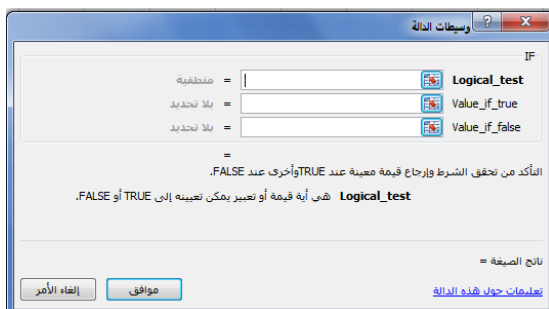 وسيطات الدالة
IF
Logical_test = منطقية
Value_if_true = بلا تحديد
Value_if_false = بلا تحديد
=
التأكد من تحقق الشرط وإرجاع قيمة معينة عند TRUEوأخرى عند FALSE.
Logical_test هي أية قيمة أو تعبير يمكن تعيينه إلى TRUE أو FALSE.
ناتج الصيغة =
تعليمات حول هذه الدالة
موافق
إلغاء الأمر